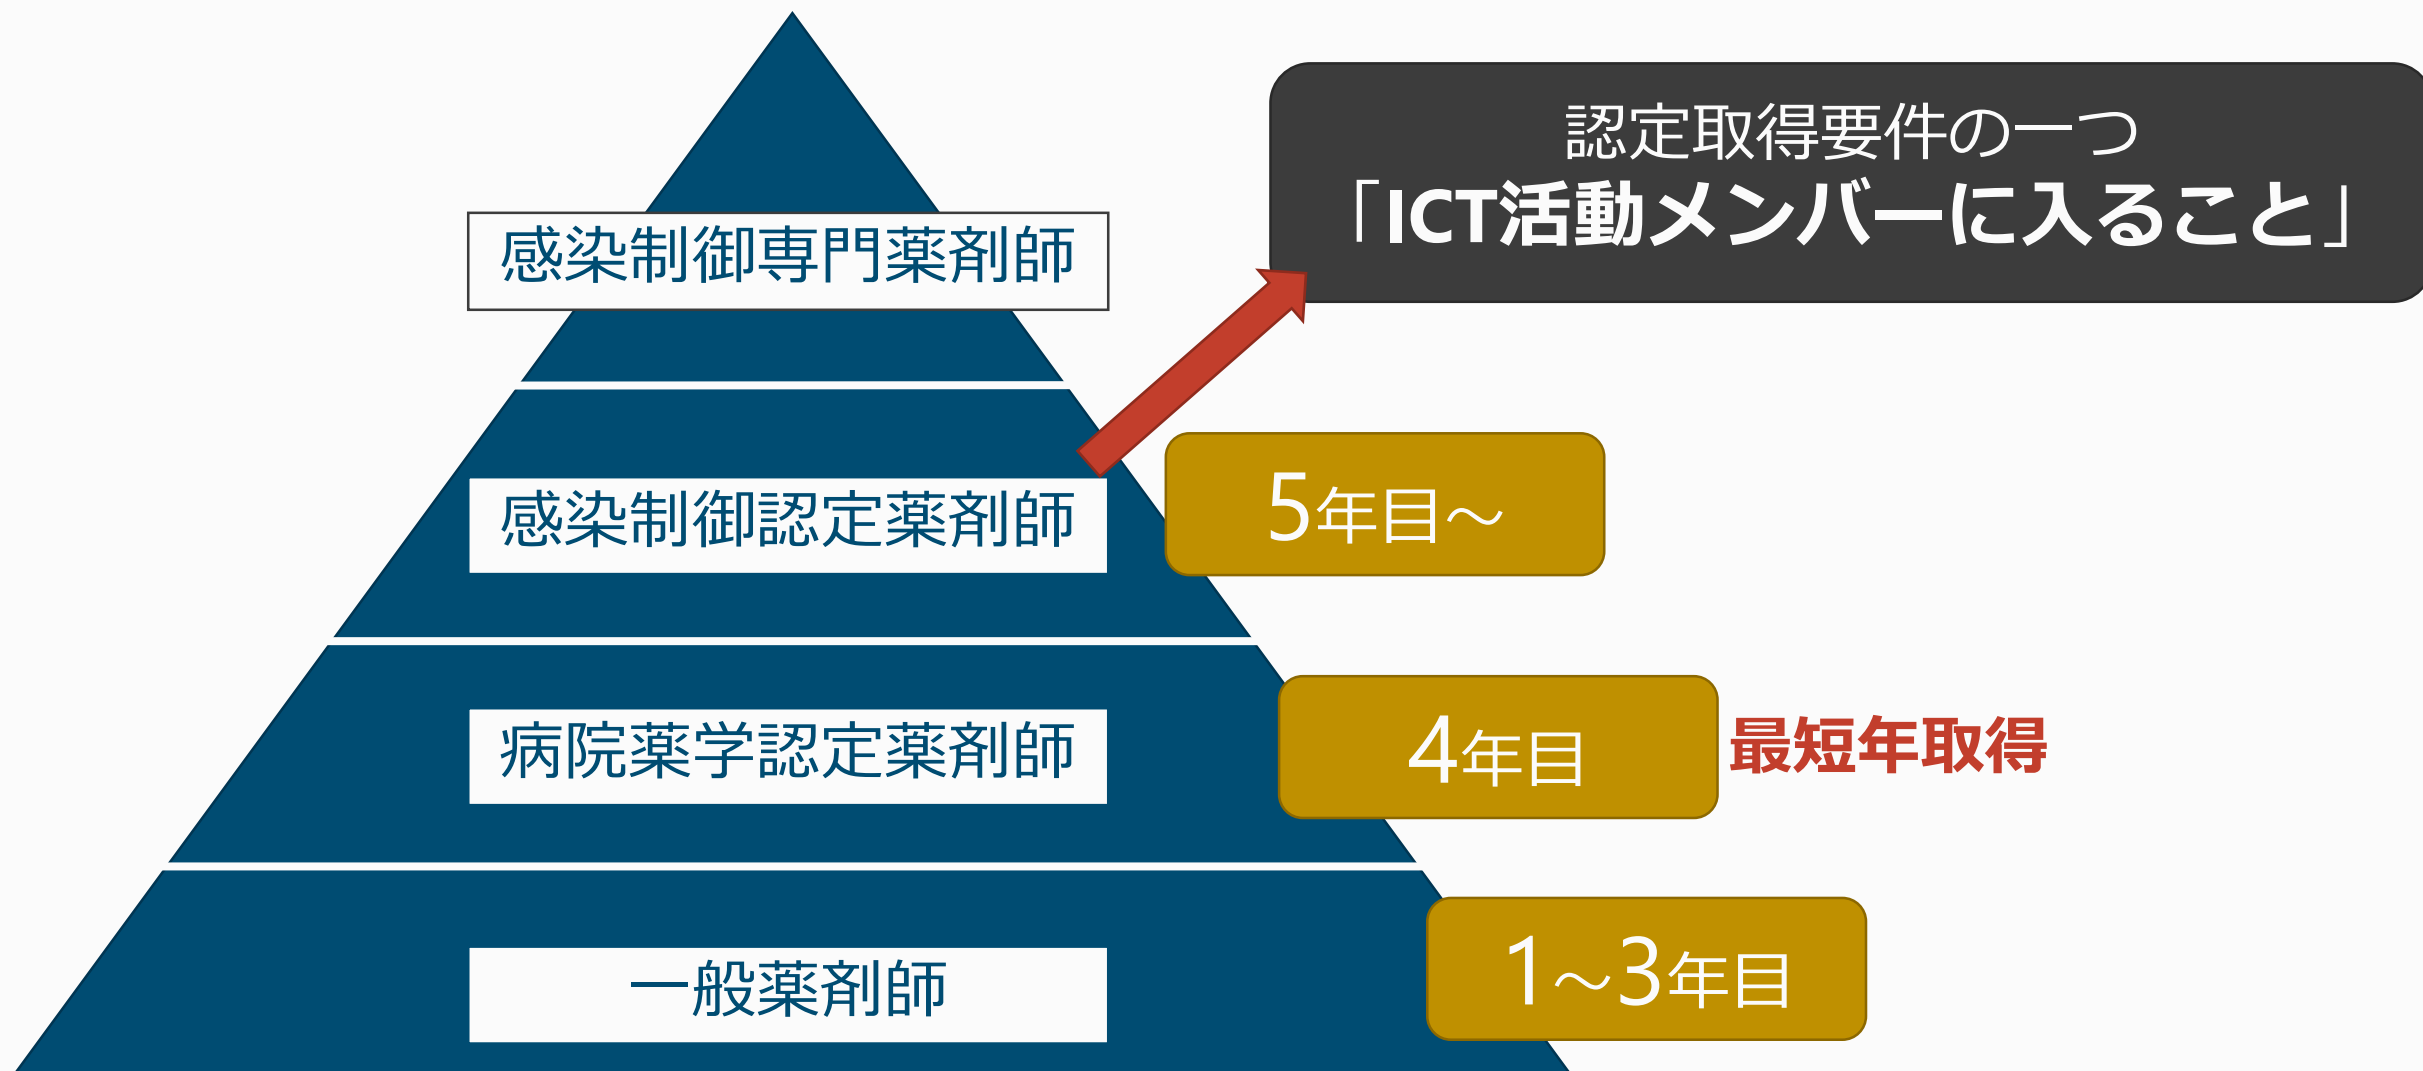 認定取得要件の一つ
「ICT活動メンバーに入ること」
感染制御専門薬剤師
感染制御認定薬剤師
5年目～
病院薬学認定薬剤師
4年目
最短年取得
一般薬剤師
1～3年目